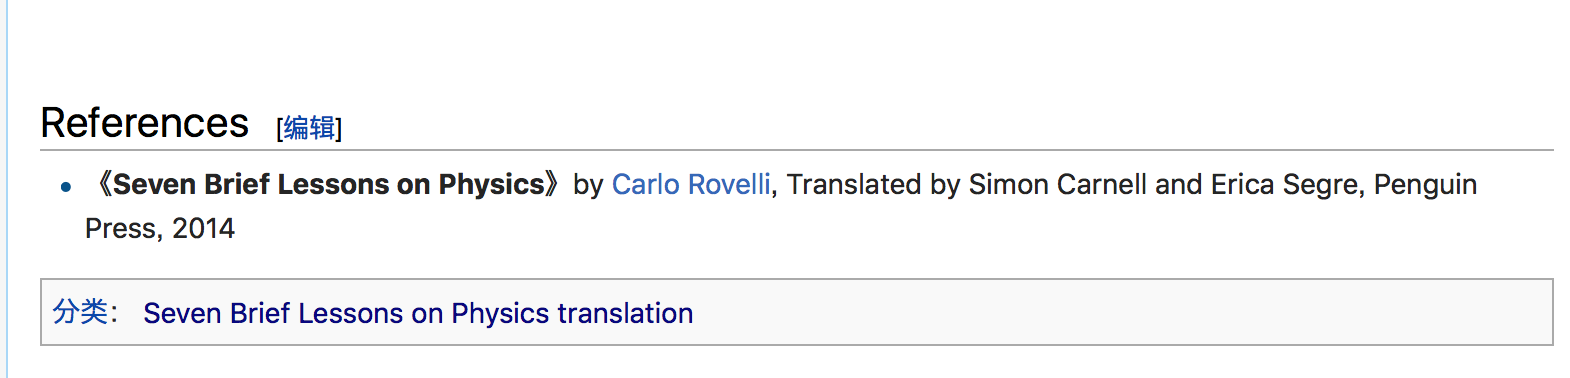 References [编辑]
• 《Seven Brief Lessons on Physics》by Carlo Rovelli, Translated by Simon Carnell and Erica Segre, Penguin
Press, 2014
分类： Seven Brief Lessons on Physics translation